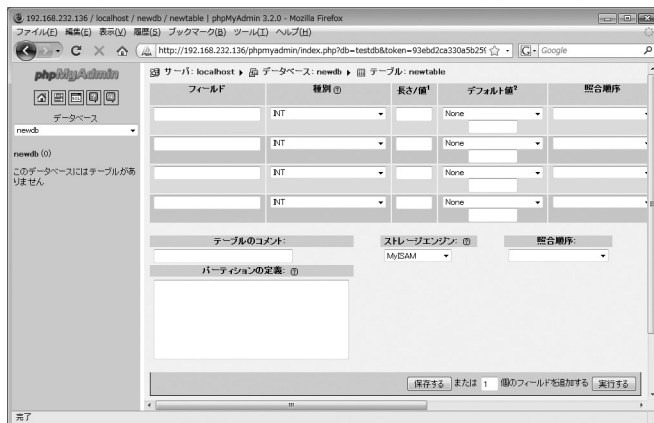 192.168.232.136 / localhost / newdb / newtable | phpMyAdmin 3.2.0 - Mozilla Firefox
ファイル(F) 編集(E) 表示(V) 履歴(S) ブックマーク(B) ツール(T) ヘルプ(H)
http://192.168.232.136/phpmyadmin/index.php?db=testdb&token=93ebd2ca330a5b25 Google
phpMyAdmin
データベース
newdb
newdb (0)
このデータベースにはテーブルがあ
りません
サーバ: localhost ▶ データベース: newdb ▶ テーブル: newtable
フィールド 種別 長さ/値1 デフォルト値2 照合順序
INT None
INT None
INT None
INT None
テーブルのコメント: ストレージエンジン: 照合順序:
MyISAM
パーティションの定義:
保存する または 1 個のフィールドを追加する 実行する
完了